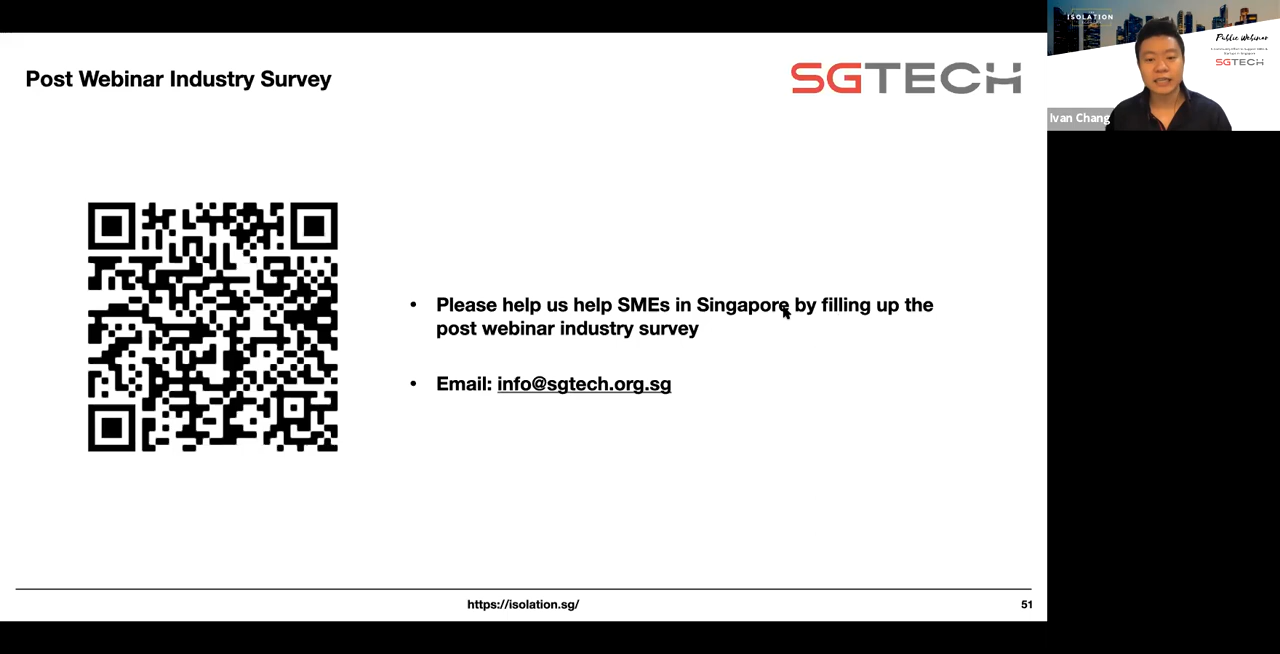 Post Webinar Industry Survey
SGTECH
• Please help us help SMEs in Singapore by filling up the
post webinar industry survey
• Email: info@sgtech.org.sg
https://isolation.sg/
51
ISOLATION
Public Webinar
SGTECH
Ivan Chang